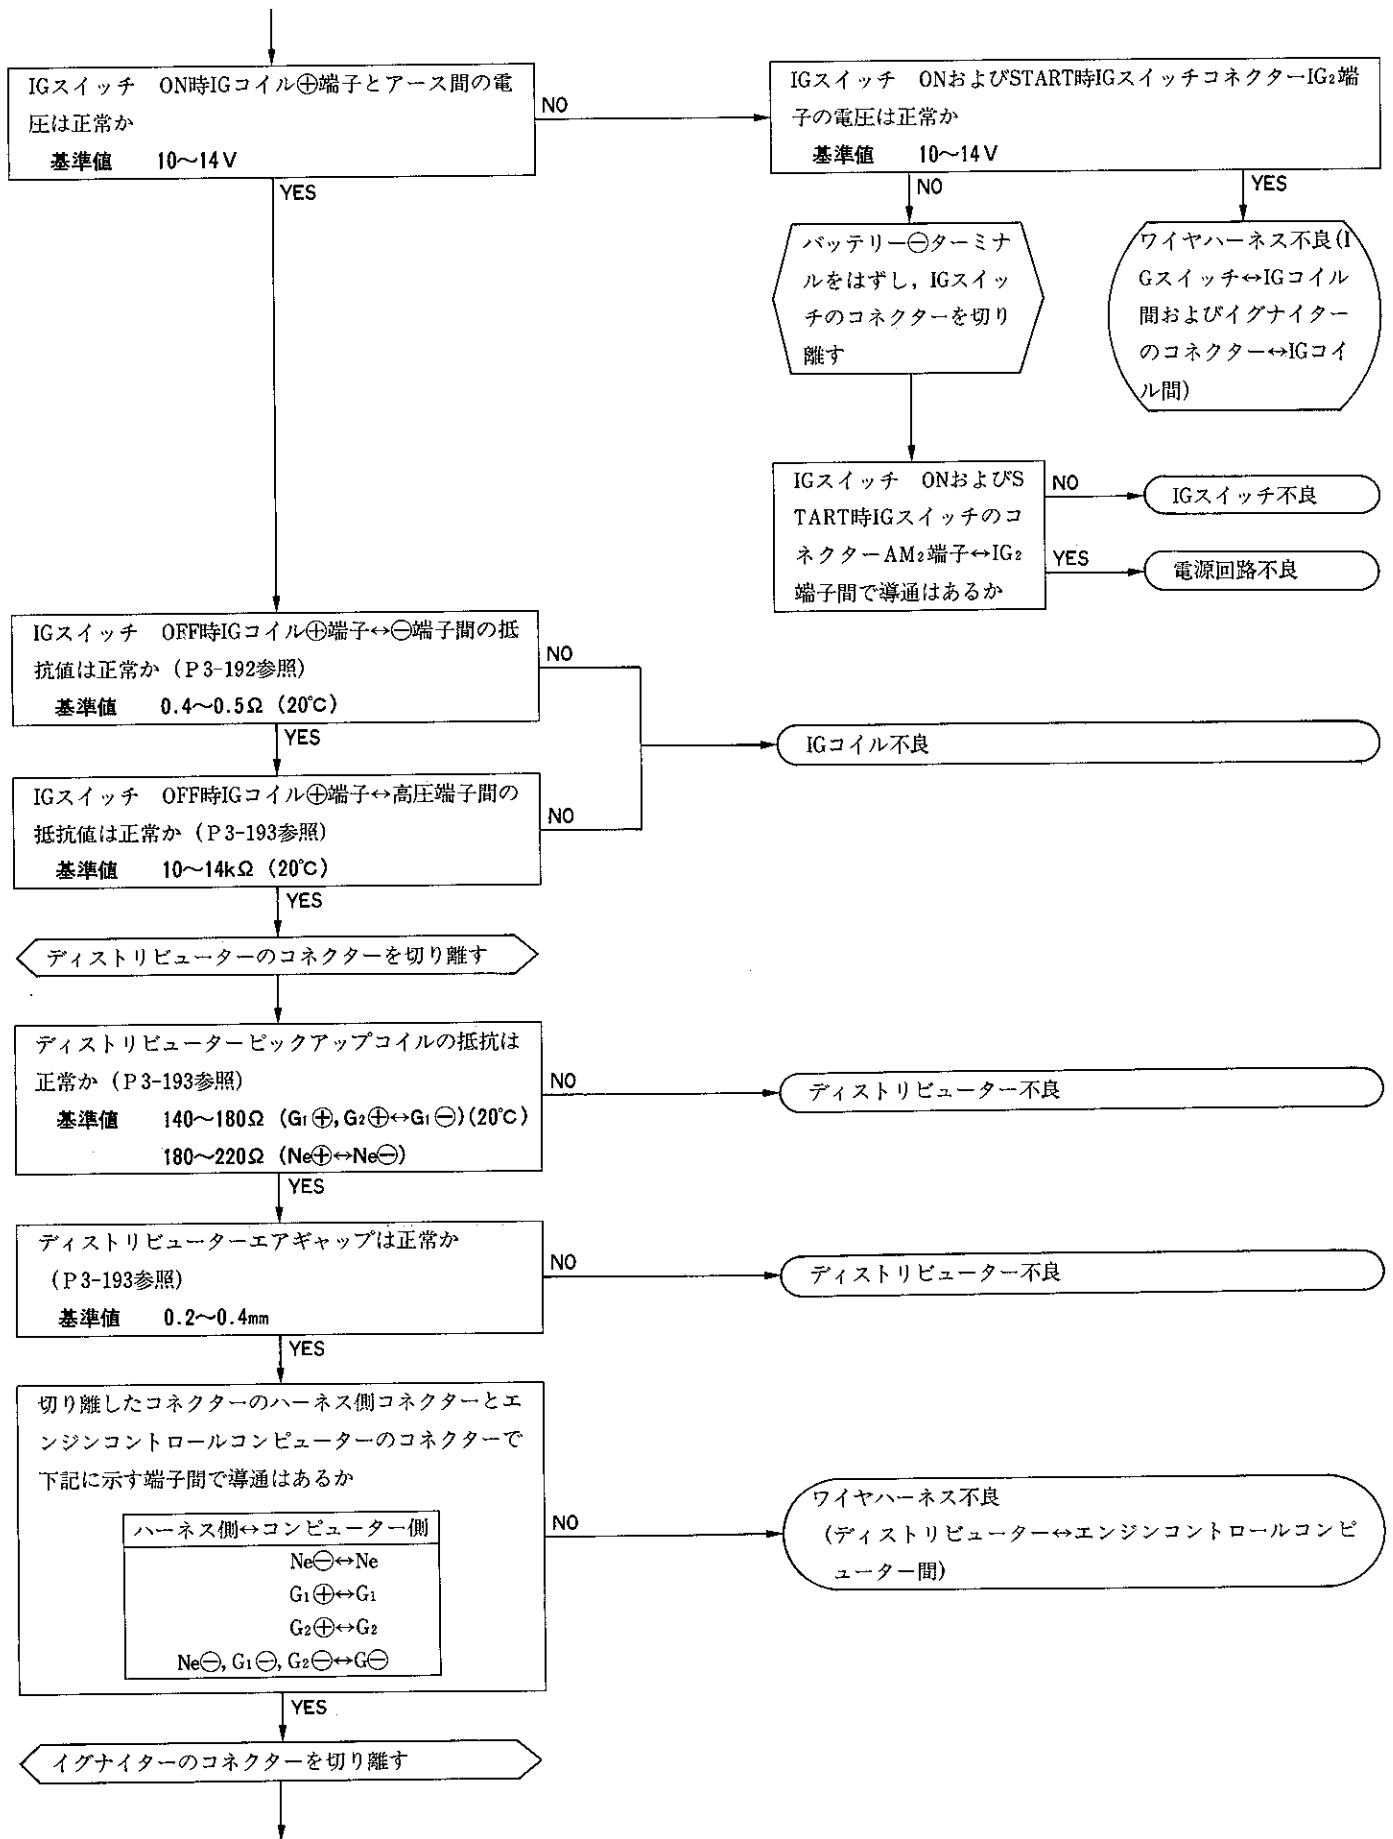 IGスイッチ　ON時IGコイル⊕端子とアース間の電
圧は正常か
基準値　10〜14V
NO
IGスイッチ　ONおよびSTART時IGスイッチコネクターIG₂端
子の電圧は正常か
基準値　10〜14V
YES
NO
YES
バッテリー⊖ターミナ
ルをはずし，IGスイッ
チのコネクターを切り
離す
ワイヤハーネス不良(I
Gスイッチ↔IGコイル
間およびイグナイター
のコネクター↔IGコイ
ル間)
IGスイッチ　ONおよびS
TART時IGスイッチのコ
ネクターAM₂端子↔IG₂
端子間で導通はあるか
NO
IGスイッチ不良
YES
電源回路不良
IGスイッチ　OFF時IGコイル⊕端子↔⊖端子間の抵
抗値は正常か（P3-192参照）
基準値　0.4〜0.5Ω（20℃）
NO
YES
IGコイル不良
IGスイッチ　OFF時IGコイル⊕端子↔高圧端子間の
抵抗値は正常か（P3-193参照）
基準値　10〜14kΩ（20℃）
NO
YES
ディストリビューターのコネクターを切り離す
ディストリビューターピックアップコイルの抵抗は
正常か（P3-193参照）
基準値　140〜180Ω（G₁⊕,G₂⊕↔G₁⊖)(20℃）
180〜220Ω（Ne⊕↔Ne⊖）
NO
ディストリビューター不良
YES
ディストリビューターエアギャップは正常か
（P3-193参照）
基準値　0.2〜0.4mm
NO
ディストリビューター不良
YES
切り離したコネクターのハーネス側コネクターとエ
ンジンコントロールコンピューターのコネクターで
下記に示す端子間で導通はあるか
ハーネス側↔コンピューター側
Ne⊖↔Ne
G₁⊕↔G₁
G₂⊕↔G₂
Ne⊖,G₁⊖,G₂⊖↔G⊖
NO
ワイヤハーネス不良
（ディストリビューター↔エンジンコントロールコンピ
ューター間）
YES
イグナイターのコネクターを切り離す